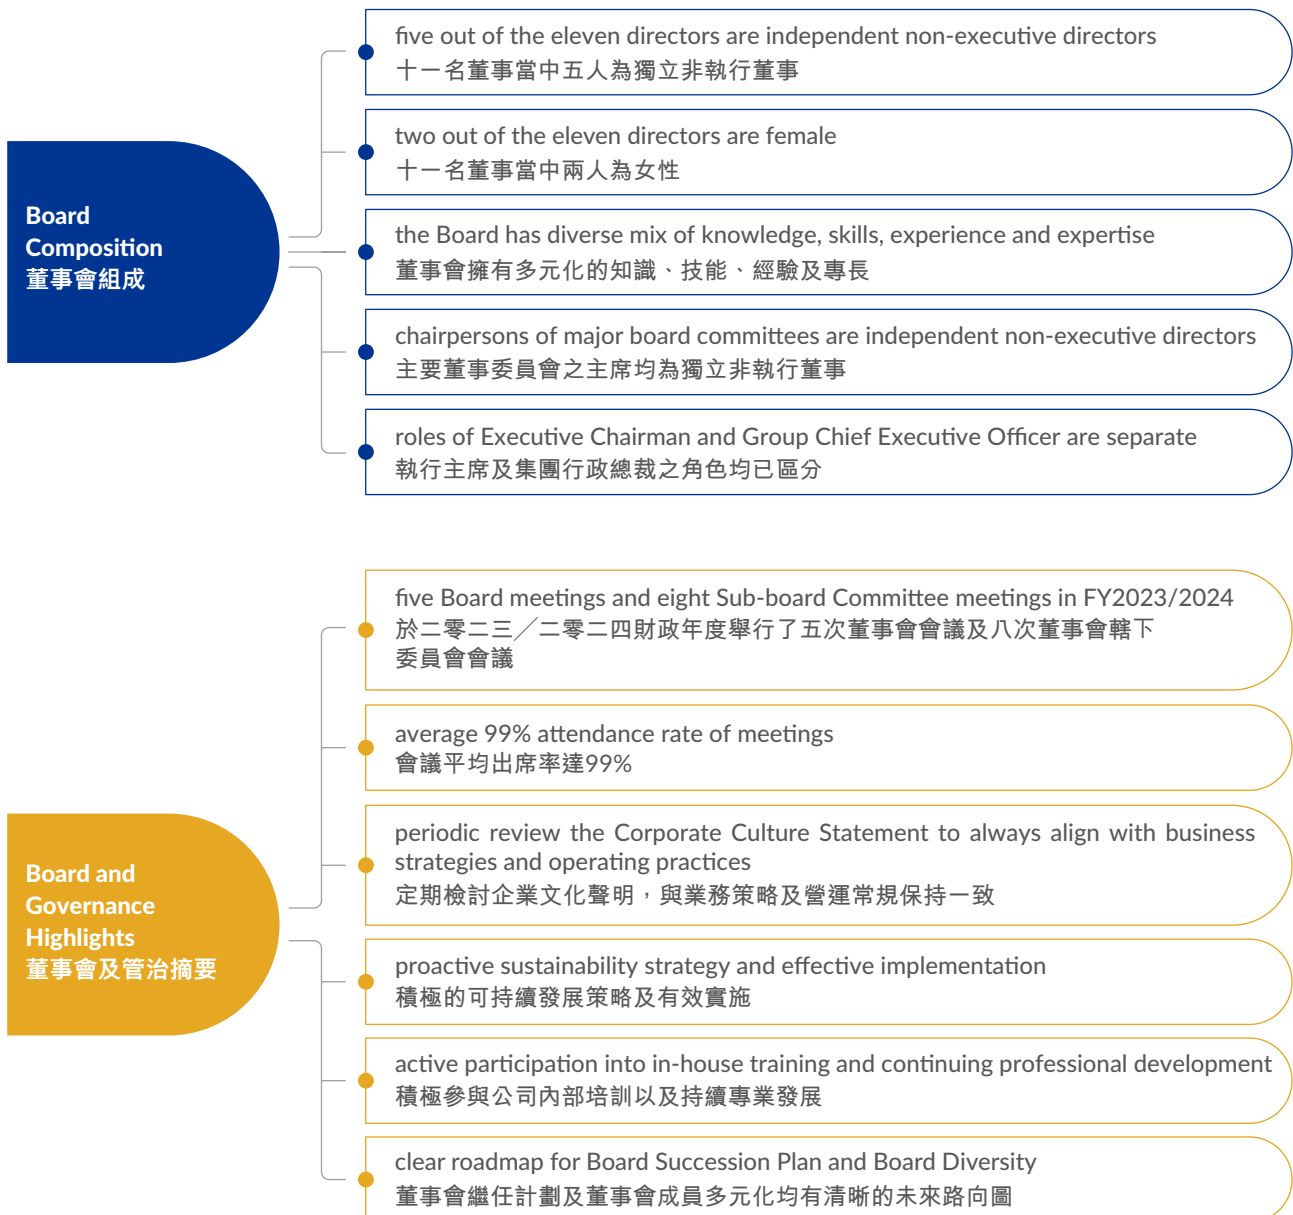 Board
Composition
董事會組成
five out of the eleven directors are independent non-executive directors
十一名董事當中五人為獨立非執行董事
two out of the eleven directors are female
十一名董事當中兩人為女性
the Board has diverse mix of knowledge, skills, experience and expertise
董事會擁有多元化的知識、技能、經驗及專長
chairpersons of major board committees are independent non-executive directors
主要董事委員會之主席均為獨立非執行董事
roles of Executive Chairman and Group Chief Executive Officer are separate
執行主席及集團行政總裁之角色均已區分
Board and
Governance
Highlights
董事會及管治摘要
five Board meetings and eight Sub-board Committee meetings in FY2023/2024
於二零二三╱二零二四財政年度舉行了五次董事會會議及八次董事會轄下
委員會會議
average 99% attendance rate of meetings
會議平均出席率達99%
periodic review the Corporate Culture Statement to always align with business
strategies and operating practices
定期檢討企業文化聲明，與業務策略及營運常規保持一致
proactive sustainability strategy and effective implementation
積極的可持續發展策略及有效實施
active participation into in-house training and continuing professional development
積極參與公司內部培訓以及持續專業發展
clear roadmap for Board Succession Plan and Board Diversity
董事會繼任計劃及董事會成員多元化均有清晰的未來路向圖